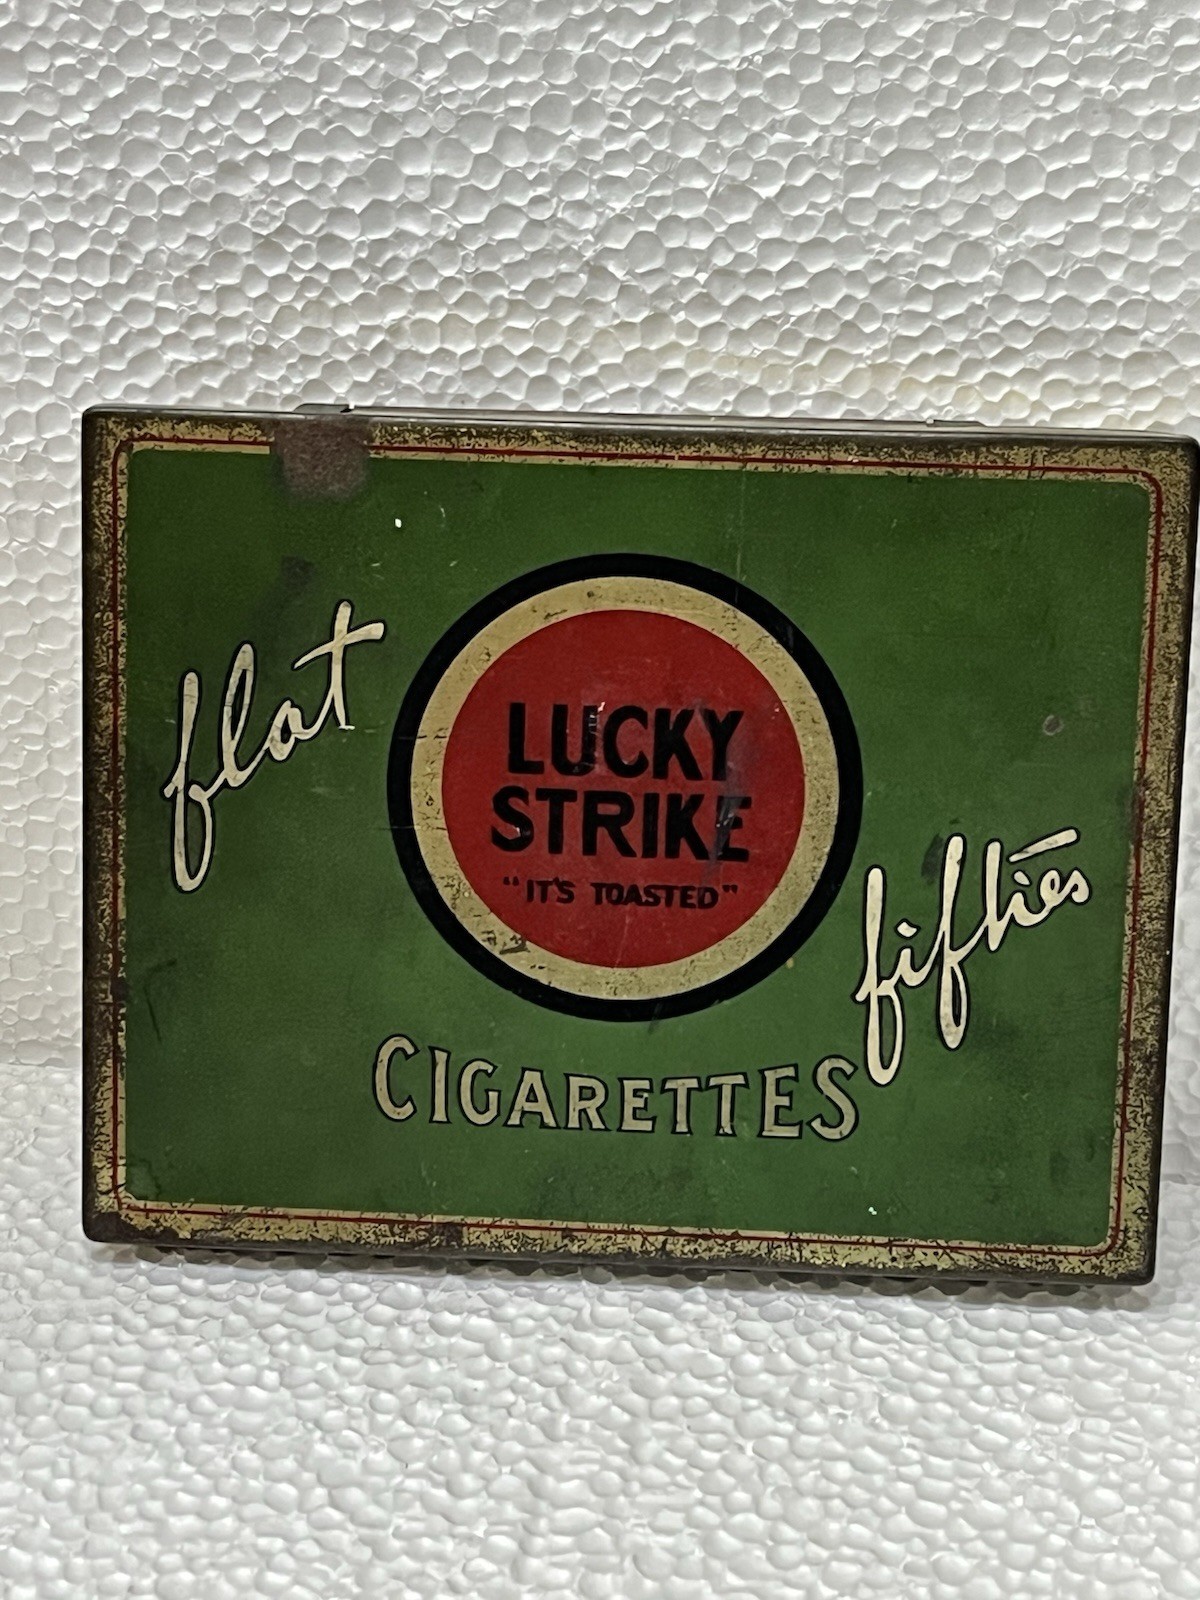 flat
LUCKY
STRIKE
"IT'S TOASTED"
fifties
CIGARETTES